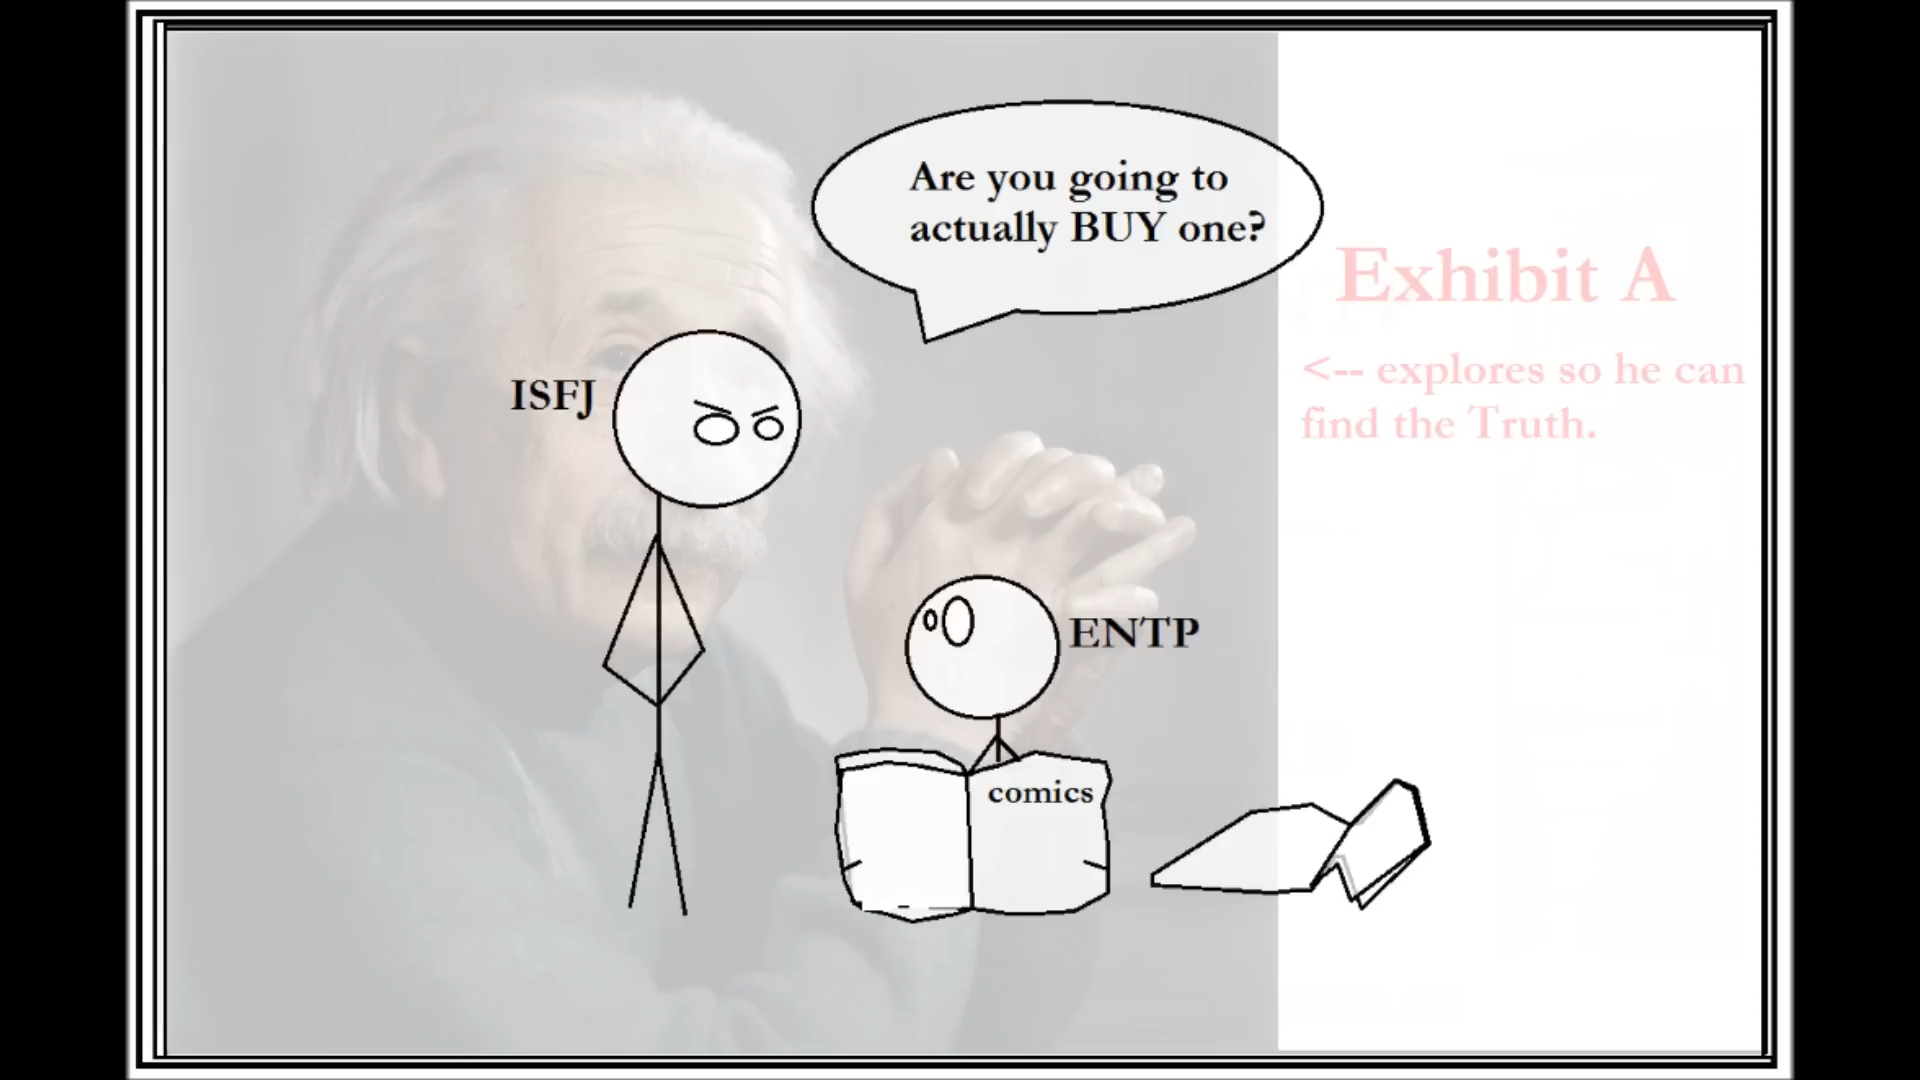 Are you going to
actually BUY one?
Exhibit A
<-- explores so he can
find the Truth.
ISFJ
ENTP
comics